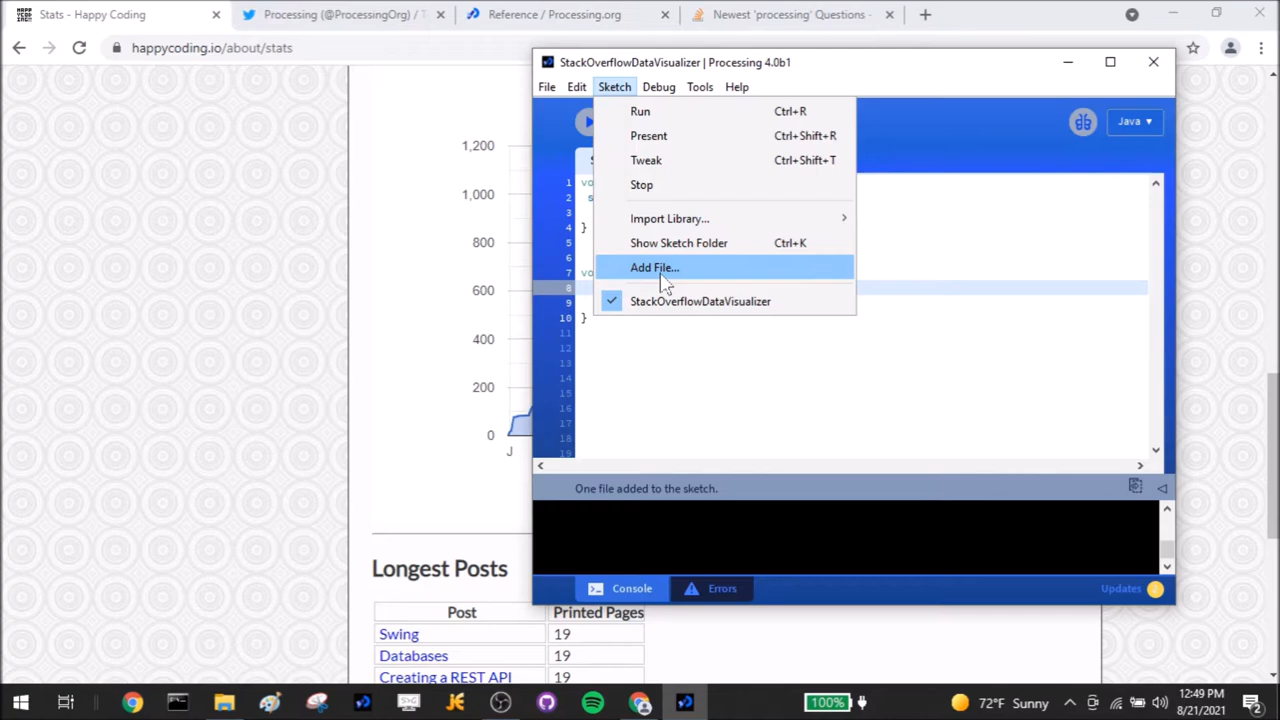 Stats - Happy Coding
Processing (@ProcessingOrg) / T
Reference / Processing.org
Newest 'processing' Questions -
happycoding.io/about/stats
StackOverflowDataVisualizer | Processing 4.0b1
File Edit Sketch Debug Tools Help
Run Ctrl+R
Present Ctrl+Shift+R
Tweak Ctrl+Shift+T
Stop
Import Library...
Show Sketch Folder Ctrl+K
Add File...
StackOverflowDataVisualizer
Java
1 vo
2 s
3
4 }
5
6
7 vo
8
9
10 }
11
12
13
14
15
16
17
18
19
1,200
1,000
800
600
400
200
0
J
One file added to the sketch.
Console
Errors
Updates
Longest Posts
Post Printed Pages
Swing 19
Databases 19
Creating a REST API 19
100%
72°F Sunny
12:49 PM
8/21/2021
2